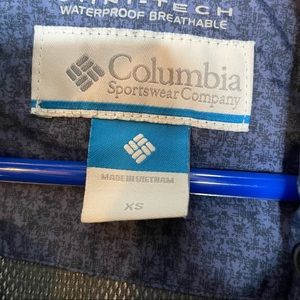 WATERPROOF BREATHABLE
Columbia
Sportswear Company
MADE IN VIETNAM
XS